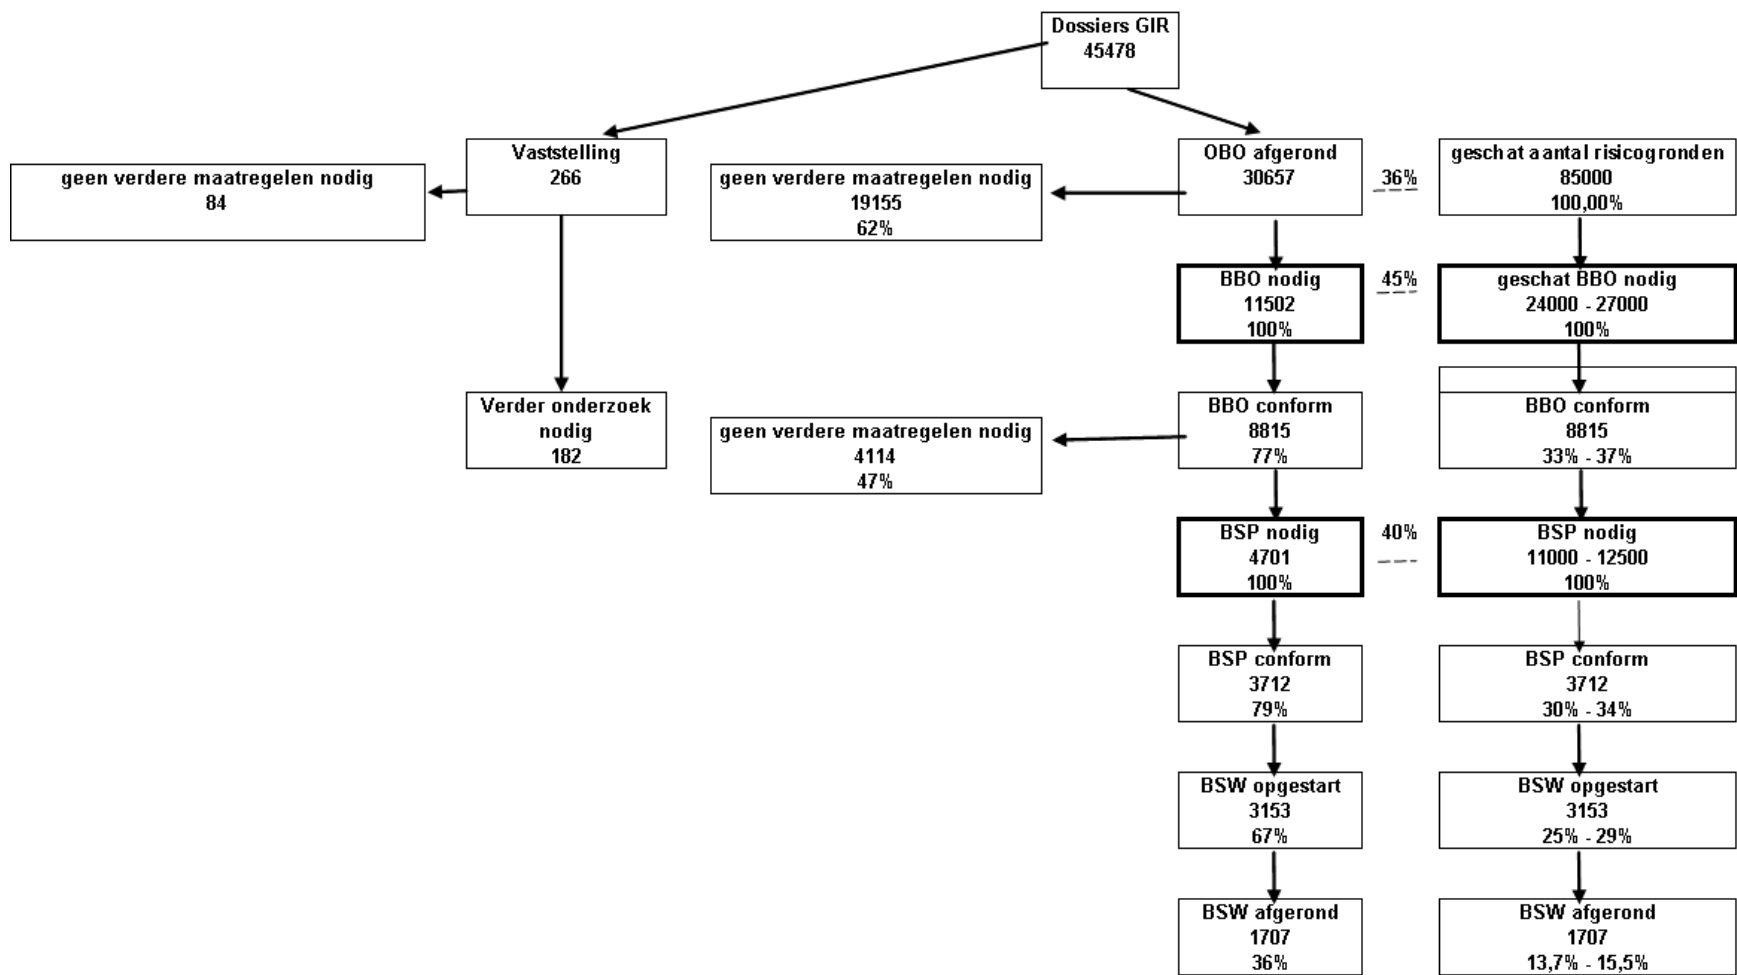 Dossiers GIR
45478
Vaststelling
266
geen verdere maatregelen nodig
84
OBO afgerond
30657
geen verdere maatregelen nodig
19155
62%
36%
geschat aantal risicogronden
85000
100,00%
BBO nodig
11502
100%
45%
geschat BBO nodig
24000 - 27000
100%
Verder onderzoek
nodig
182
BBO conform
8815
77%
geen verdere maatregelen nodig
4114
47%
BBO conform
8815
33% - 37%
BSP nodig
4701
100%
40%
BSP nodig
11000 - 12500
100%
BSP conform
3712
79%
BSP conform
3712
30% - 34%
BSW opgestart
3153
67%
BSW opgestart
3153
25% - 29%
BSW afgerond
1707
36%
BSW afgerond
1707
13,7% - 15,5%